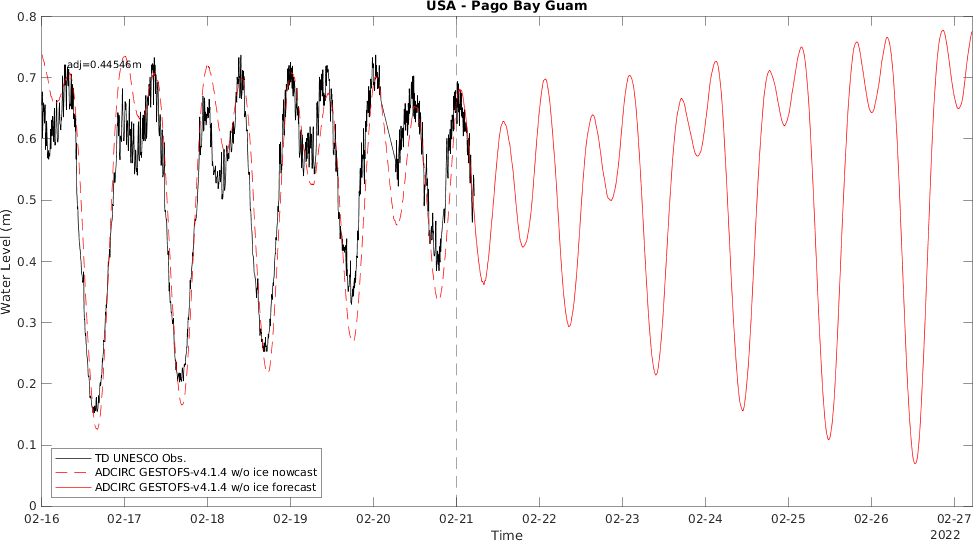 USA - Pago Bay Guam
0.8
0.7
0.6
0.5
0.4
0.3
0.2
0.1
0
Water Level (m)
adj=0.44546m
TD UNESCO Obs.
ADCIRC GESTOFS-v4.1.4 w/o ice nowcast
ADCIRC GESTOFS-v4.1.4 w/o ice forecast
02-16 02-17 02-18 02-19 02-20 02-21 02-22 02-23 02-24 02-25 02-26 02-27
Time
2022